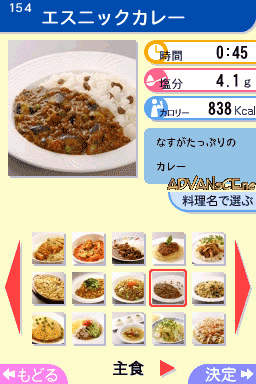 154
エスニックカレー
時間 0:45
塩分 4.1g
カロリー 838 Kcal
なすがたっぷりの
カレー
ADVANsCEne
料理名で選ぶ
もどる
主食
決定